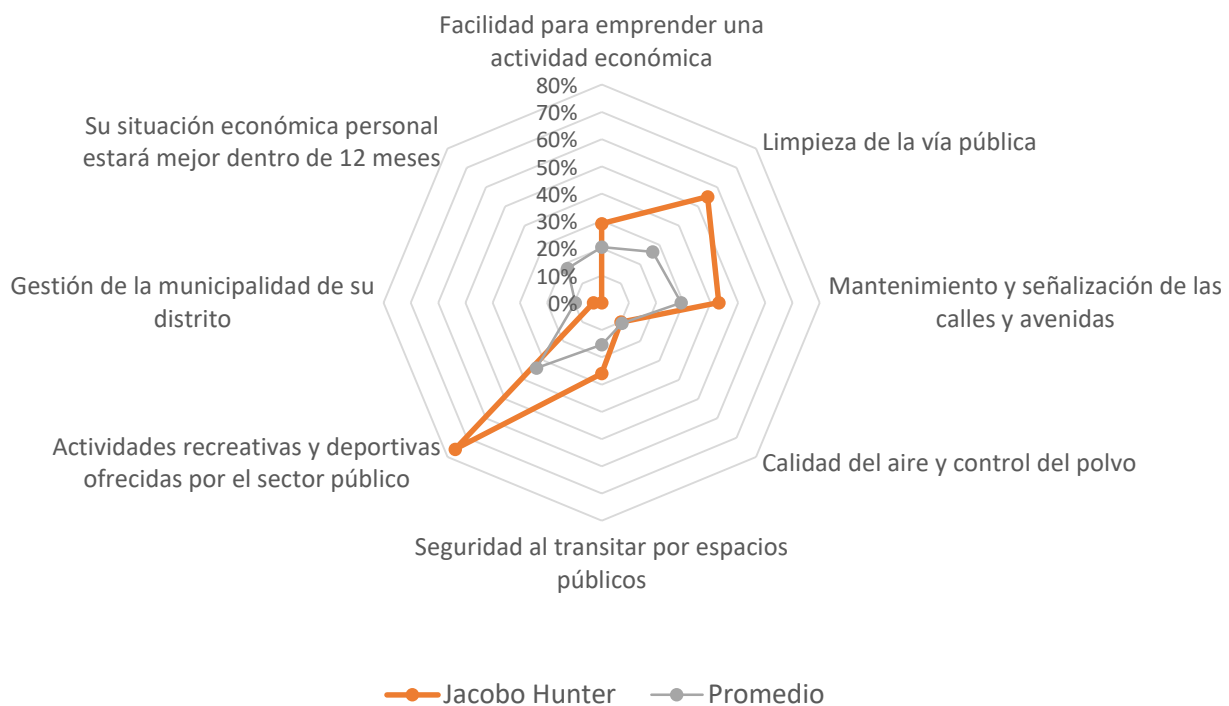 Facilidad para emprender una
actividad económica
80%
70%
60%
50%
40%
30%
20%
10%
0%
Limpieza de la vía pública
Mantenimiento y señalización de las
calles y avenidas
Calidad del aire y control del polvo
Seguridad al transitar por espacios
públicos
Actividades recreativas y deportivas
ofrecidas por el sector público
Gestión de la municipalidad de su
distrito
Su situación económica personal
estará mejor dentro de 12 meses
Jacobo Hunter
Promedio